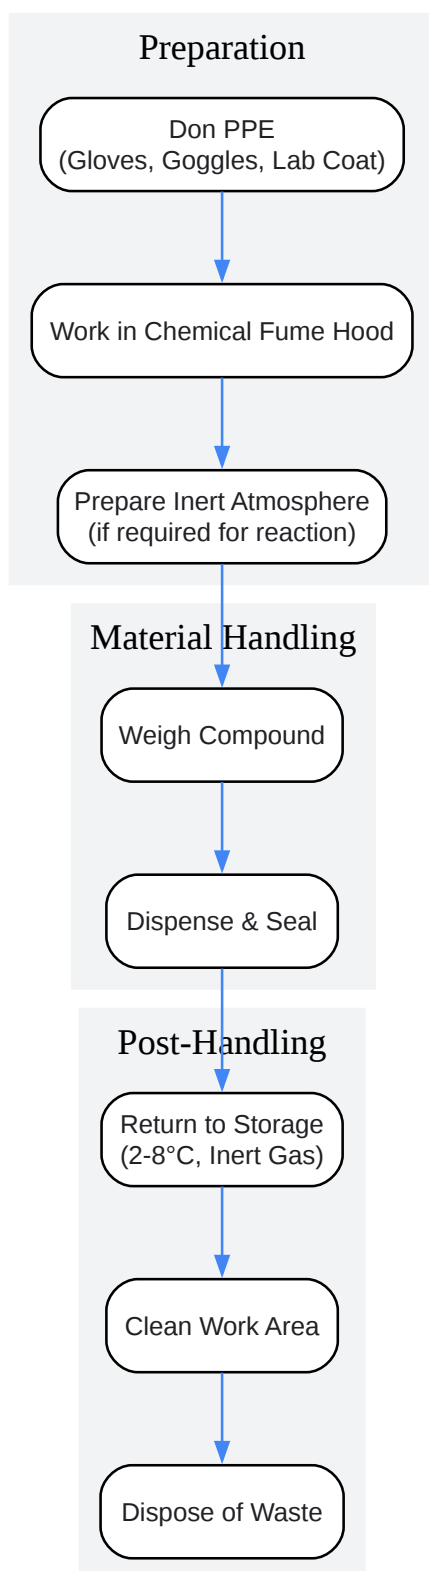 Preparation
Don PPE
(Gloves, Goggles, Lab Coat)
Work in Chemical Fume Hood
Prepare Inert Atmosphere
(if required for reaction)
Material Handling
Weigh Compound
Dispense & Seal
Post-Handling
Return to Storage
(2-8°C, Inert Gas)
Clean Work Area
Dispose of Waste